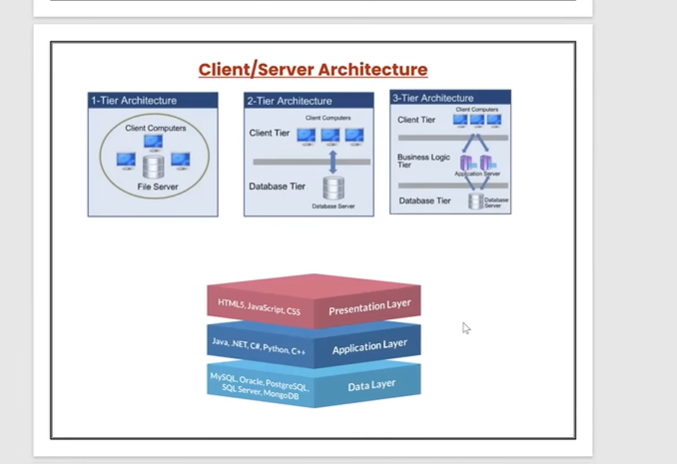 Client/Server Architecture
1-Tier Architecture
Client Computers
File Server
2-Tier Architecture
Client Computers
Client Tier
Database Tier
Database Server
3-Tier Architecture
Client Computers
Client Tier
Business Logic
Tier
Application Server
Database Tier
Database
Server
HTML5, JavaScript, CSS
Presentation Layer
Java, .NET, C#, Python, C++
Application Layer
MySQL, Oracle, PostgreSQL,
SQL Server, MongoDB
Data Layer